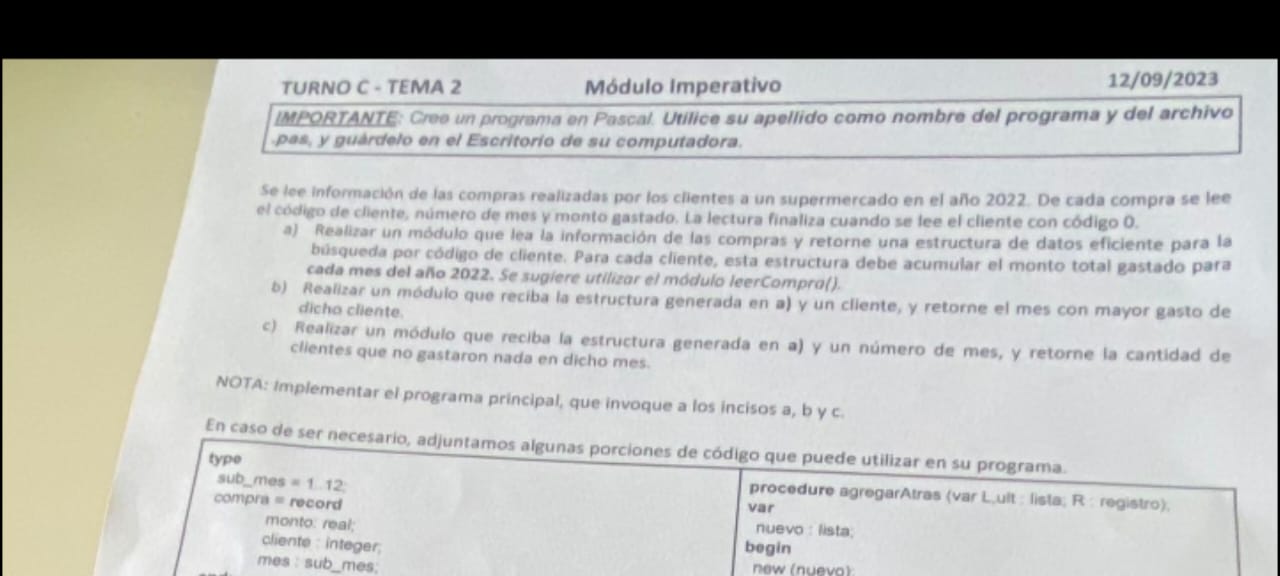 TURNO C - TEMA 2 Módulo Imperativo 12/09/2023
IMPORTANTE: Cree un programa en Pascal. Utilice su apellido como nombre del programa y del archivo
.pas, y guárdelo en el Escritorio de su computadora.
Se lee información de las compras realizadas por los clientes a un supermercado en el año 2022. De cada compra se lee
el código de cliente, número de mes y monto gastado. La lectura finaliza cuando se lee el cliente con código 0.
a) Realizar un módulo que lea la información de las compras y retorne una estructura de datos eficiente para la
búsqueda por código de cliente. Para cada cliente, esta estructura debe acumular el monto total gastado para
cada mes del año 2022. Se sugiere utilizar el módulo leerCompra().
b) Realizar un módulo que reciba la estructura generada en a) y un cliente, y retorne el mes con mayor gasto de
dicho cliente.
c) Realizar un módulo que reciba la estructura generada en a) y un número de mes, y retorne la cantidad de
clientes que no gastaron nada en dicho mes.
NOTA: Implementar el programa principal, que invoque a los incisos a, b y c.
En caso de ser necesario, adjuntamos algunas porciones de código que puede utilizar en su programa.
type
sub_mes = 1..12;
compra = record
monto: real;
cliente : integer;
mes : sub_mes;
procedure agregarAtras (var L,ult : lista; R : registro);
var
nuevo : lista;
begin
new (nuevo);